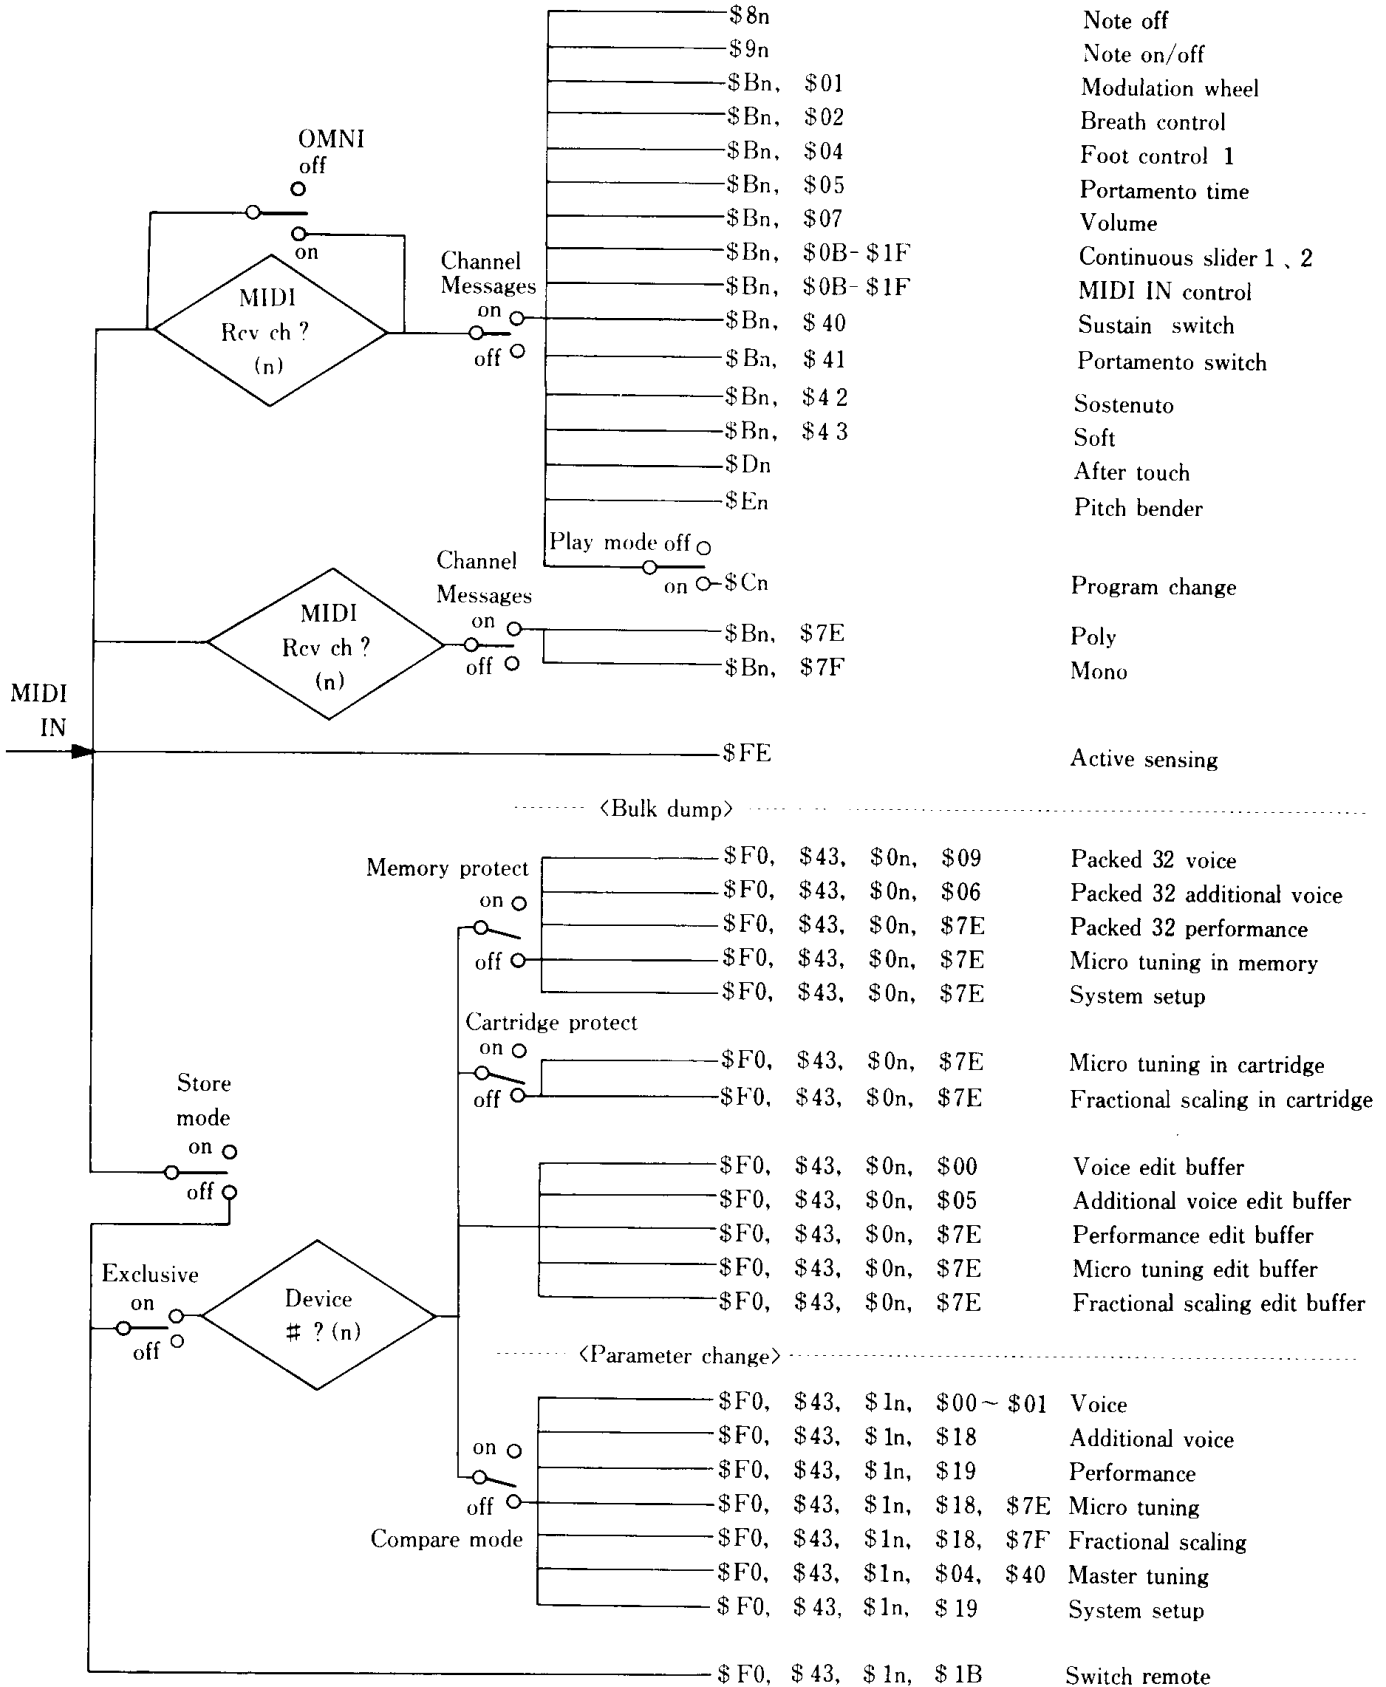 $8n Note off
$9n Note on/off
$Bn, $01 Modulation wheel
$Bn, $02 Breath control
OMNI
off
$Bn, $04 Foot control 1
$Bn, $05 Portamento time
$Bn, $07 Volume
on
Channel
Messages
on
off
$Bn, $0B-$1F Continuous slider 1、2
$Bn, $0B-$1F MIDI IN control
MIDI
Rcv ch ?
(n)
$Bn, $40 Sustain switch
$Bn, $41 Portamento switch
$Bn, $42 Sostenuto
$Bn, $43 Soft
$Dn After touch
$En Pitch bender
Play mode off
on $Cn Program change
Channel
Messages
on
off
MIDI
Rcv ch ?
(n)
$Bn, $7E Poly
$Bn, $7F Mono
MIDI
IN
$FE Active sensing
〈Bulk dump〉
Memory protect
on
off
$F0, $43, $0n, $09 Packed 32 voice
$F0, $43, $0n, $06 Packed 32 additional voice
$F0, $43, $0n, $7E Packed 32 performance
$F0, $43, $0n, $7E Micro tuning in memory
$F0, $43, $0n, $7E System setup
Cartridge protect
on
off
$F0, $43, $0n, $7E Micro tuning in cartridge
$F0, $43, $0n, $7E Fractional scaling in cartridge
Store
mode
on
off
$F0, $43, $0n, $00 Voice edit buffer
$F0, $43, $0n, $05 Additional voice edit buffer
$F0, $43, $0n, $7E Performance edit buffer
$F0, $43, $0n, $7E Micro tuning edit buffer
$F0, $43, $0n, $7E Fractional scaling edit buffer
Exclusive
on
off
Device
# ? (n)
〈Parameter change〉
$F0, $43, $1n, $00~$01 Voice
$F0, $43, $1n, $18 Additional voice
$F0, $43, $1n, $19 Performance
$F0, $43, $1n, $18, $7E Micro tuning
$F0, $43, $1n, $18, $7F Fractional scaling
$F0, $43, $1n, $04, $40 Master tuning
$F0, $43, $1n, $19 System setup
on
off
Compare mode
$F0, $43, $1n, $1B Switch remote